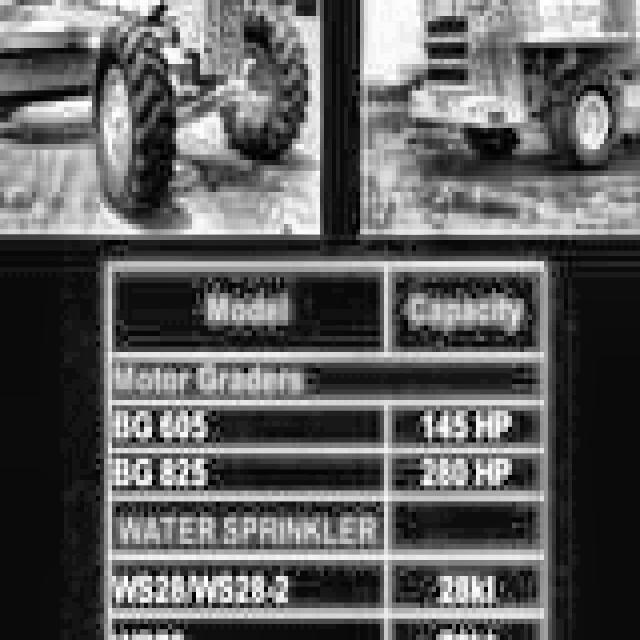 Model Capacity
Motor Graders
BG 605 145 HP
BG 825 280 HP
WATER SPRINKLER
WS28/WS28-2 28kl